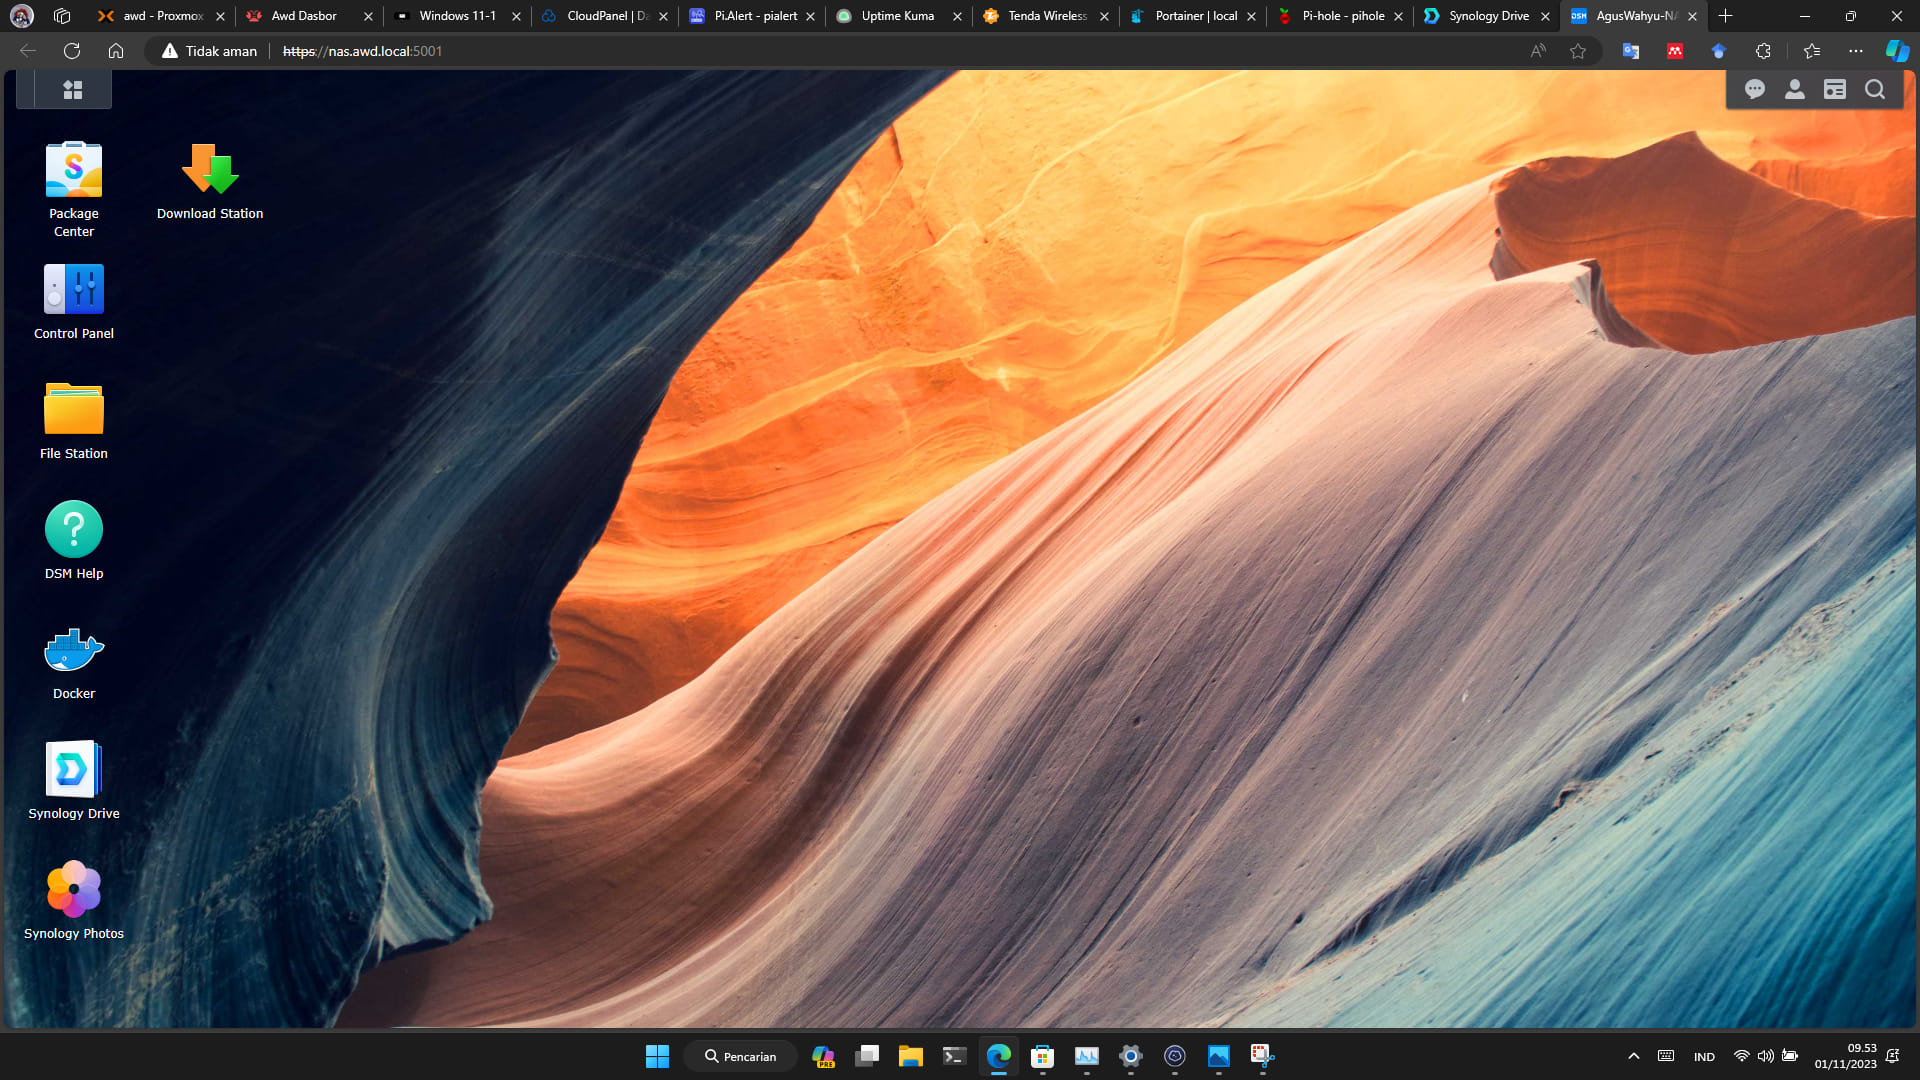 awd - Proxmox
Awd Dasbor
Windows 11-1
CloudPanel | Da
Pi.Alert - pialert
Uptime Kuma
Tenda Wireless
Portainer | local
Pi-hole - pihole
Synology Drive
DSM
AgusWahyu-NA
Tidak aman
https://nas.awd.local:5001
Package
Center
Download Station
Control Panel
File Station
DSM Help
Docker
Synology Drive
Synology Photos
Pencarian
PRE
IND
09.53
01/11/2023